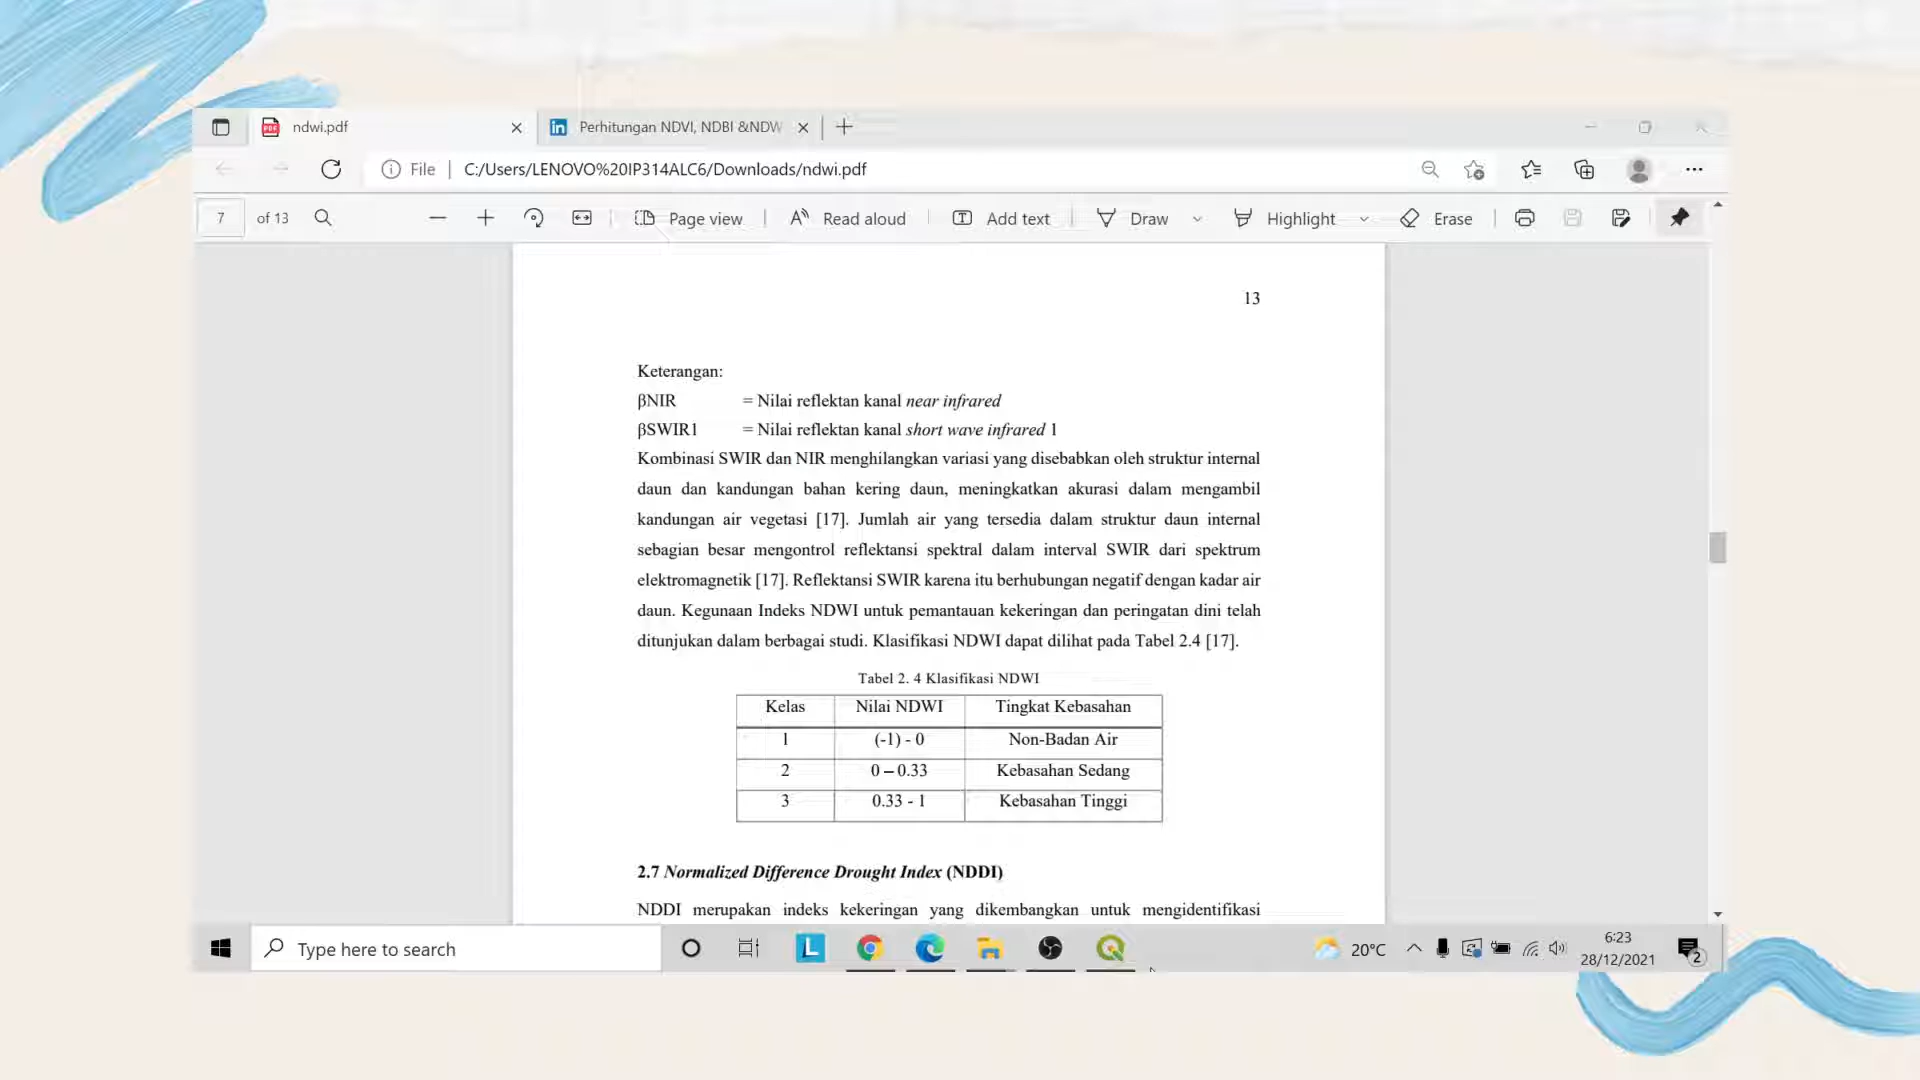 ndwi.pdf
Perhitungan NDVI, NDBI &NDW
File
C:/Users/LENOVO%20IP314ALC6/Downloads/ndwi.pdf
7 of 13
Page view
Read aloud
Add text
Draw
Highlight
Erase
13
Keterangan:
βNIR = Nilai reflektan kanal near infrared
βSWIR1 = Nilai reflektan kanal short wave infrared 1
Kombinasi SWIR dan NIR menghilangkan variasi yang disebabkan oleh struktur internal
daun dan kandungan bahan kering daun, meningkatkan akurasi dalam mengambil
kandungan air vegetasi [17]. Jumlah air yang tersedia dalam struktur daun internal
sebagian besar mengontrol reflektansi spektral dalam interval SWIR dari spektrum
elektromagnetik [17]. Reflektansi SWIR karena itu berhubungan negatif dengan kadar air
daun. Kegunaan Indeks NDWI untuk pemantauan kekeringan dan peringatan dini telah
ditunjukan dalam berbagai studi. Klasifikasi NDWI dapat dilihat pada Tabel 2.4 [17].
Tabel 2. 4 Klasifikasi NDWI
Kelas Nilai NDWI Tingkat Kebasahan
1 (-1) - 0 Non-Badan Air
2 0 – 0.33 Kebasahan Sedang
3 0.33 - 1 Kebasahan Tinggi
2.7 Normalized Difference Drought Index (NDDI)
NDDI merupakan indeks kekeringan yang dikembangkan untuk mengidentifikasi
Type here to search
20°C
6:23
28/12/2021
2